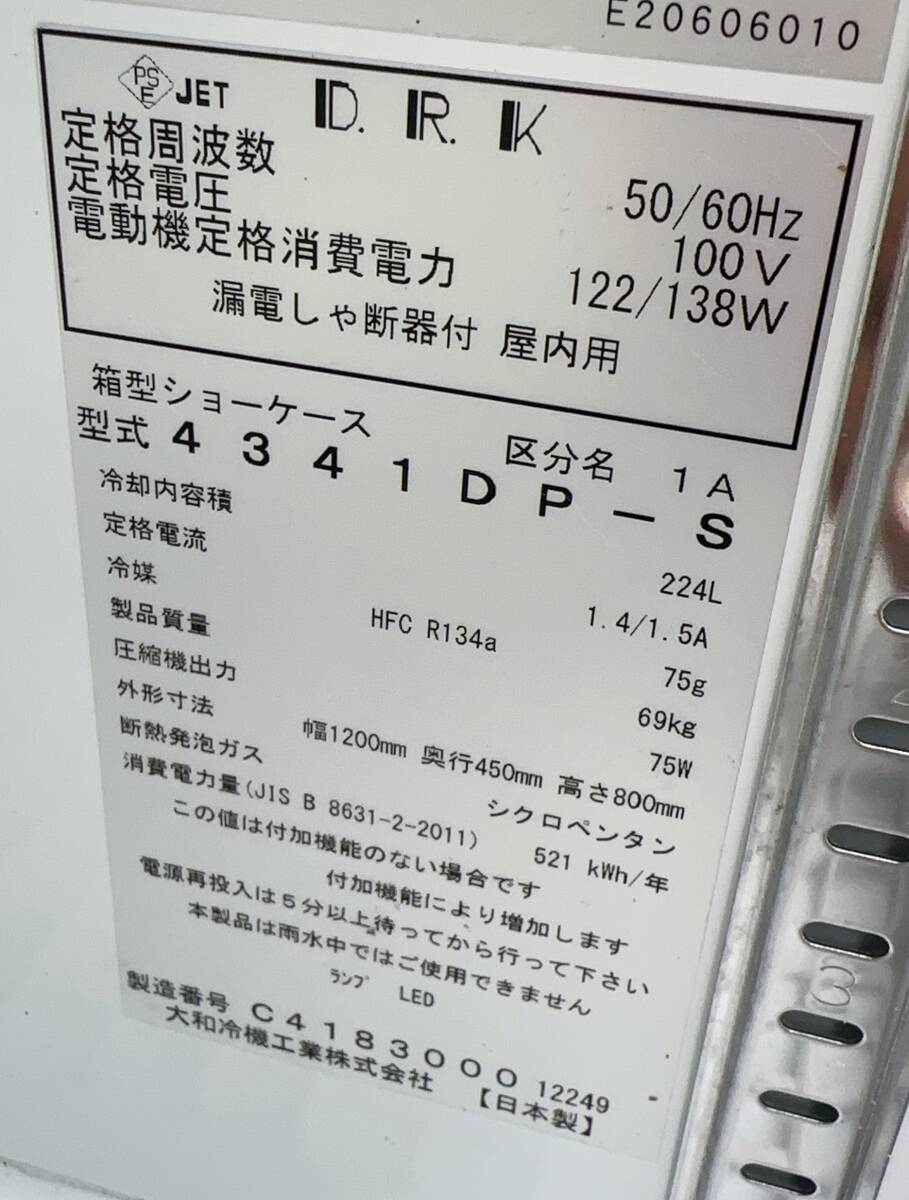 E20606010
PSE JET D.R.K
定格周波数 50/60Hz
定格電圧 100V
電動機定格消費電力 122/138W
漏電しゃ断器付 屋内用
箱型ショーケース 区分名 1A
型式 4341DP-S
冷却内容積 224L
定格電流 1.4/1.5A
冷媒 HFC R134a 75g
製品質量 69kg
圧縮機出力 75W
外形寸法 幅1200mm 奥行450mm 高さ800mm
断熱発泡ガス シクロペンタン
消費電力量(JIS B 8631-2-2011) 521 kWh/年
この値は付加機能のない場合です
付加機能により増加します
電源再投入は5分以上待ってから行って下さい
本製品は雨水中ではご使用できません
ランプ LED
製造番号 C4183000 12249
大和冷機工業株式会社 【日本製】
3